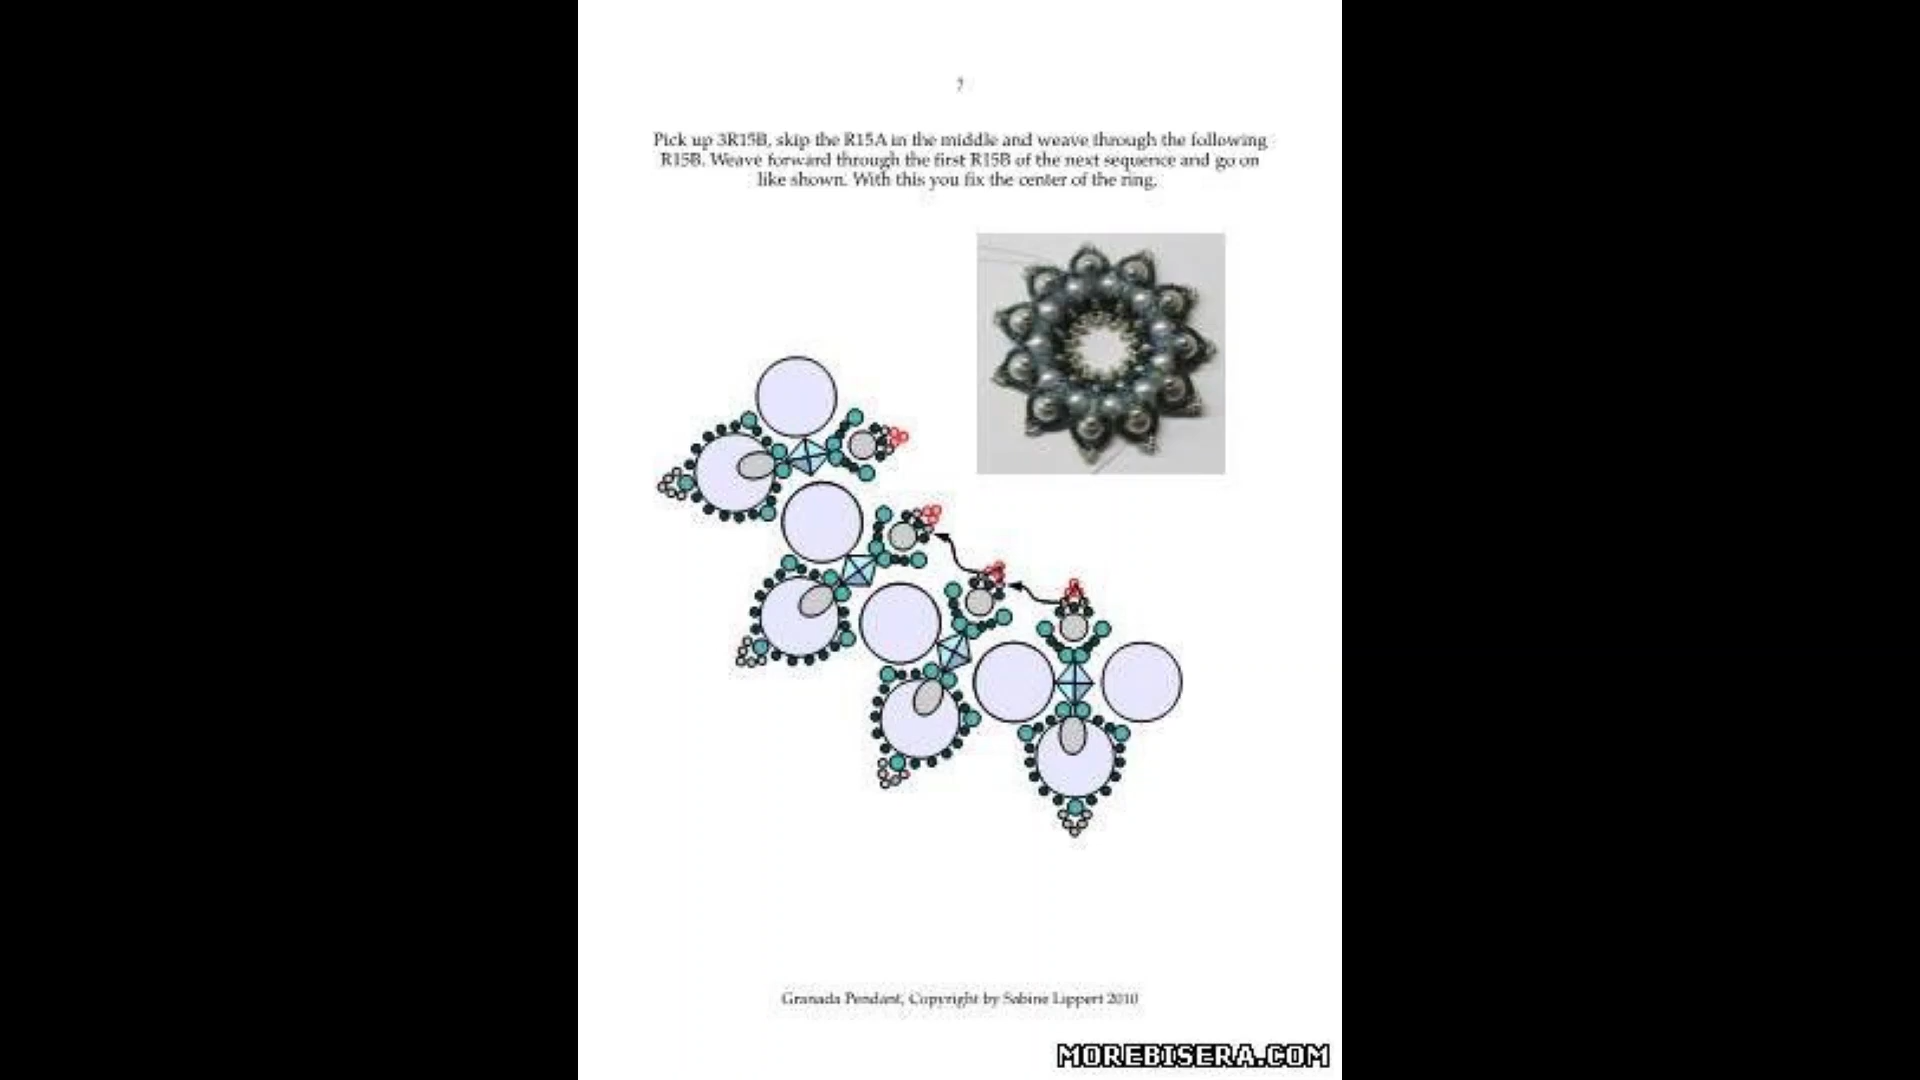 7
Pick up 3R15B, skip the R15A in the middle and weave through the following
R15B. Weave forward through the first R15B of the next sequence and go on
like shown. With this you fix the center of the ring.
Granada Pendant, Copyright by Sabine Lippert 2010
MOREBISERA.COM